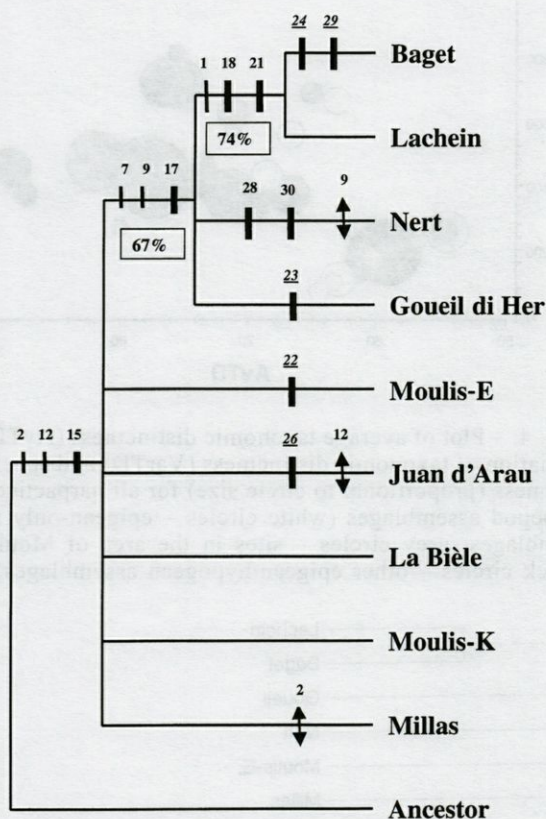 24 29
Baget
1 18 21
74%
Lachein
7 9 17
28 30 9
Nert
67%
23
Goueil di Her
22
Moulis-E
2 12 15
26 12
Juan d'Arau
La Bièle
Moulis-K
2
Millas
Ancestor